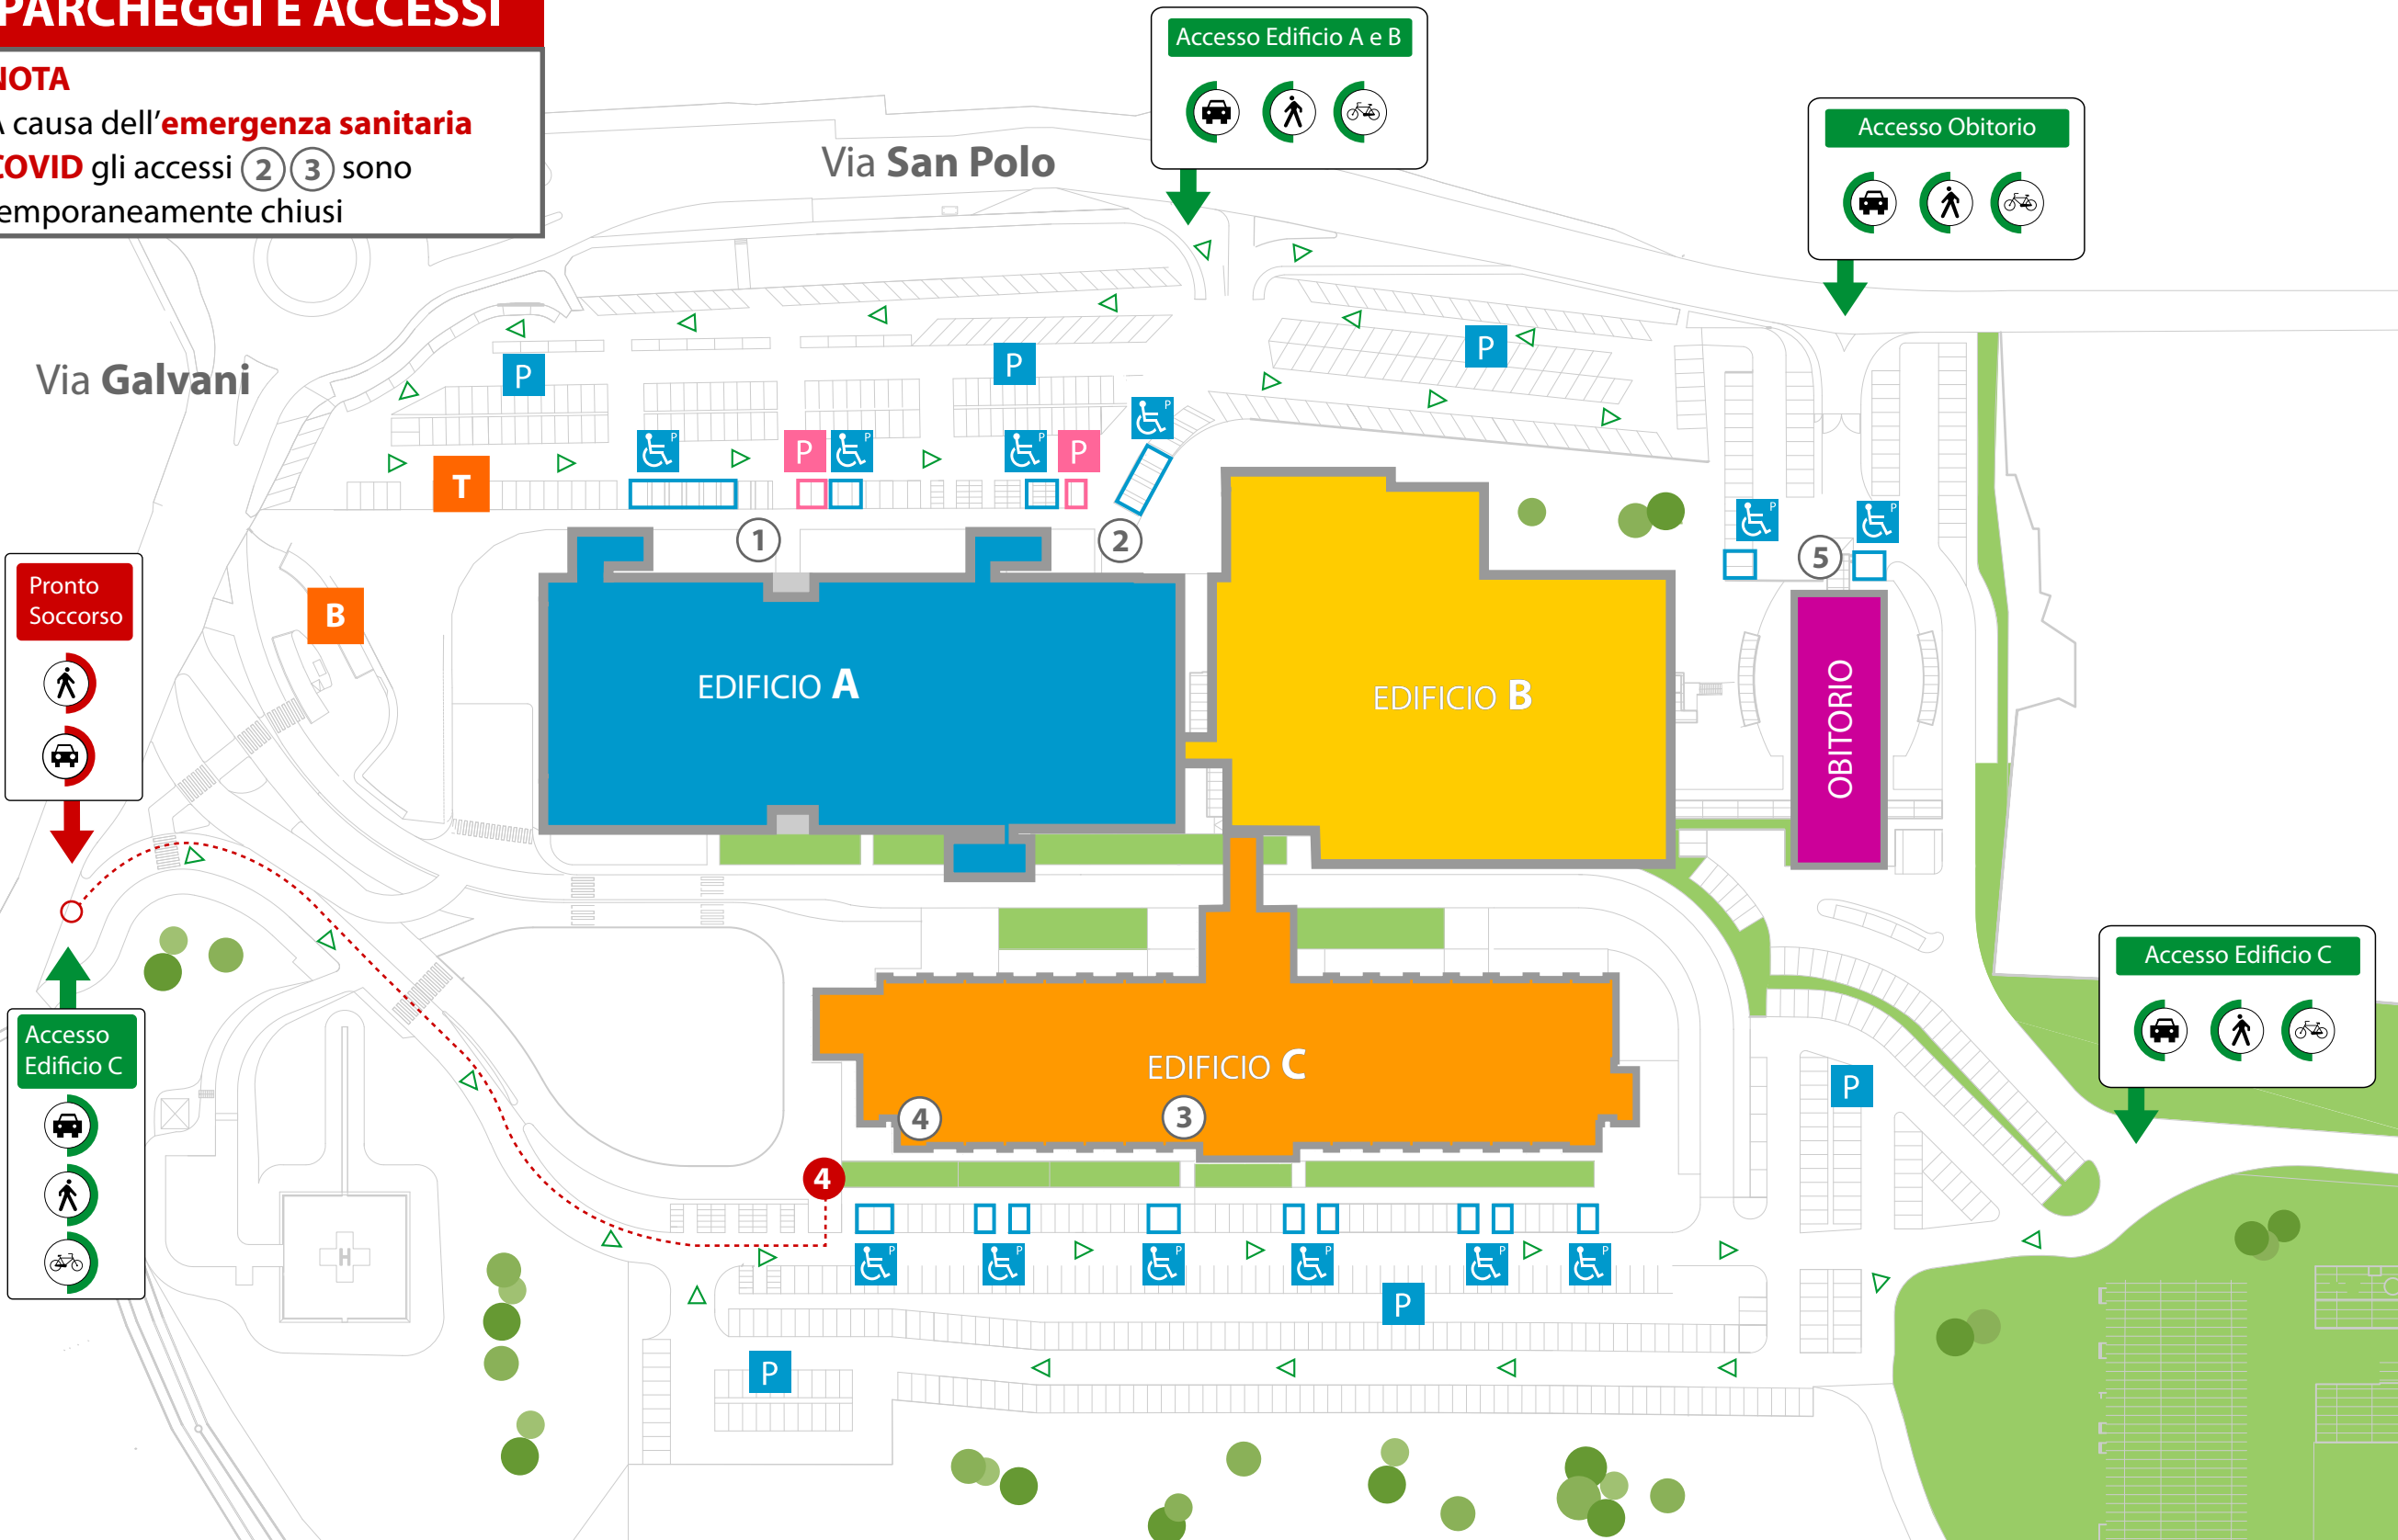 PARCHEGGI E ACCESSI
NOTA
A causa dell'emergenza sanitaria
COVID gli accessi 2 3 sono
temporaneamente chiusi
Accesso Edificio A e B
Accesso Obitorio
Via San Polo
Via Galvani
P
P
P
P
P
P
P
P
P
P
P
T
1
2
P
P
5
Pronto
Soccorso
B
EDIFICIO A
EDIFICIO B
OBITORIO
Accesso Edificio C
Accesso
Edificio C
EDIFICIO C
P
4
3
4
H
P
P
P
P
P
P
P
P